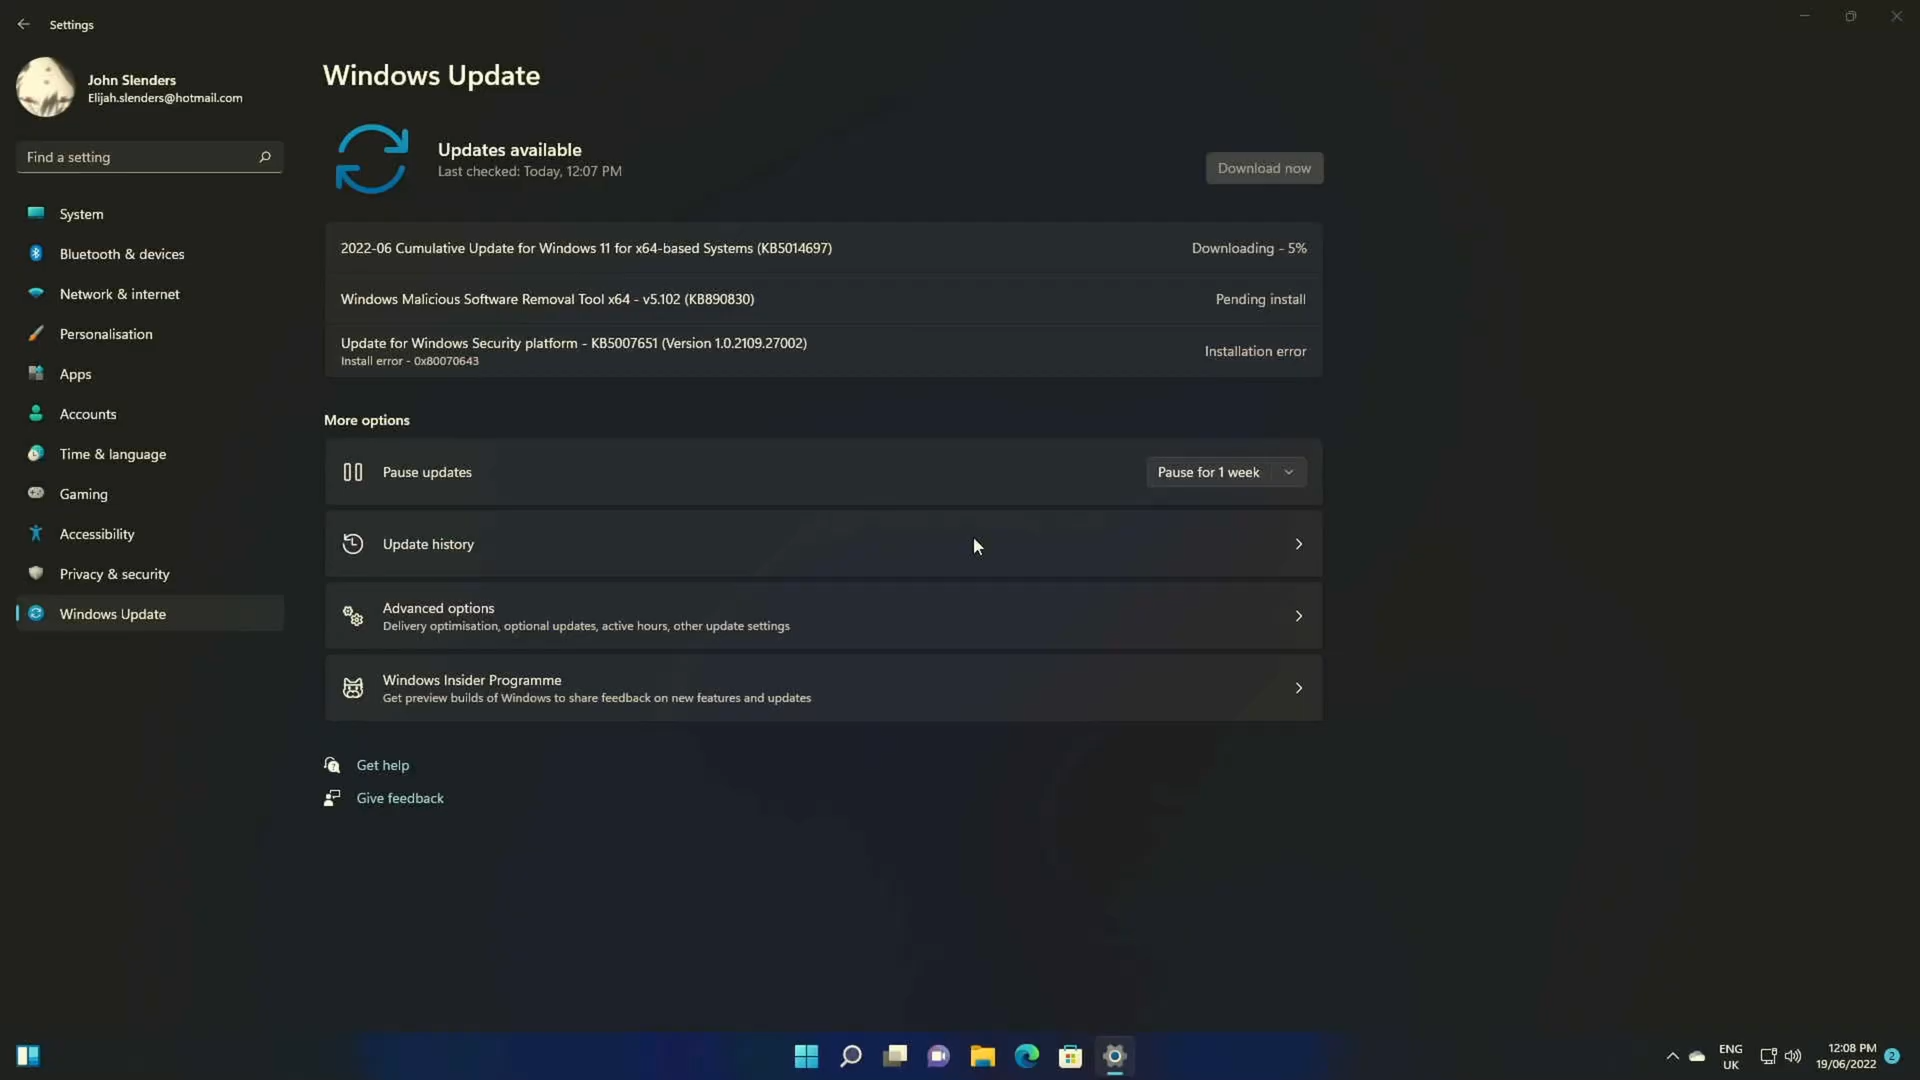 Settings
John Slenders
Elijah.slenders@hotmail.com
Find a setting
System
Bluetooth & devices
Network & internet
Personalisation
Apps
Accounts
Time & language
Gaming
Accessibility
Privacy & security
Windows Update
Windows Update
Updates available
Last checked: Today, 12:07 PM
Download now
2022-06 Cumulative Update for Windows 11 for x64-based Systems (KB5014697)
Downloading - 5%
Windows Malicious Software Removal Tool x64 - v5.102 (KB890830)
Pending install
Update for Windows Security platform - KB5007651 (Version 1.0.2109.27002)
Install error - 0x80070643
Installation error
More options
Pause updates
Pause for 1 week
Update history
Advanced options
Delivery optimisation, optional updates, active hours, other update settings
Windows Insider Programme
Get preview builds of Windows to share feedback on new features and updates
Get help
Give feedback
ENG
UK
12:08 PM
19/06/2022
2